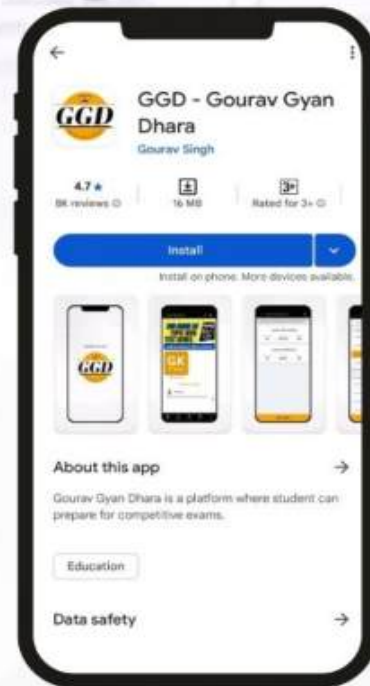 GGD
GGD - Gourav Gyan
Dhara
Gourav Singh
4.7 ★
8K reviews
16 MB
3+
Rated for 3+
Install
Install on phone. More devices available.
GGD
GK
About this app →
Gourav Gyan Dhara is a platform where student can
prepare for competitive exams.
Education
Data safety →